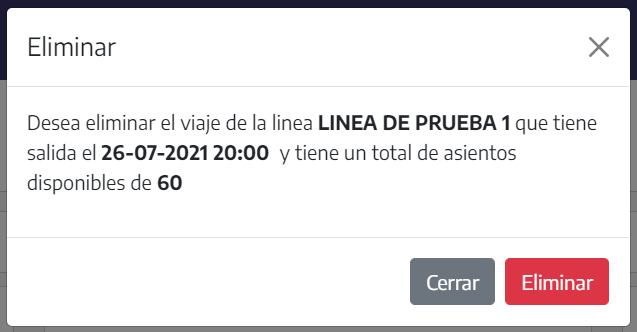 Eliminar
Desea eliminar el viaje de la linea LINEA DE PRUEBA 1 que tiene
salida el 26-07-2021 20:00 y tiene un total de asientos
disponibles de 60
Cerrar Eliminar